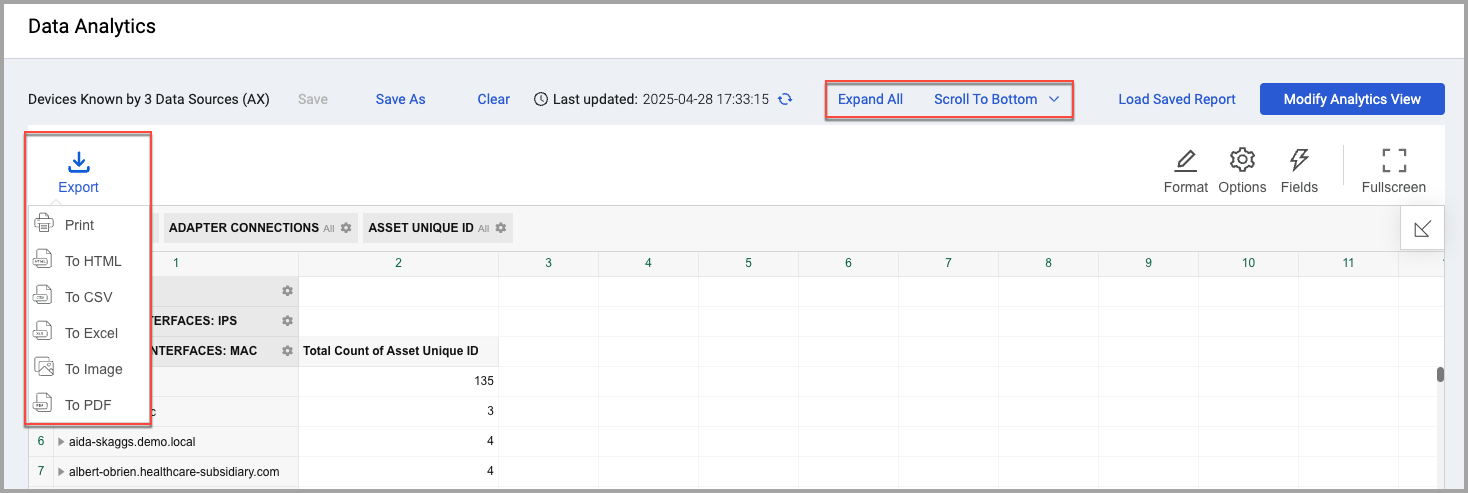 Data Analytics
Devices Known by 3 Data Sources (AX) Save Save As Clear Last updated: 2025-04-28 17:33:15 Expand All Scroll To Bottom Load Saved Report Modify Analytics View
Export Format Options Fields Fullscreen
Print ADAPTER CONNECTIONS All ASSET UNIQUE ID All
To HTML 1 2 3 4 5 6 7 8 9 10 11
To CSV
To Excel TERFACES: IPS
NTERFACES: MAC Total Count of Asset Unique ID
To Image 135
To PDF c 3
6 aida-skaggs.demo.local 4
7 albert-obrien.healthcare-subsidiary.com 4